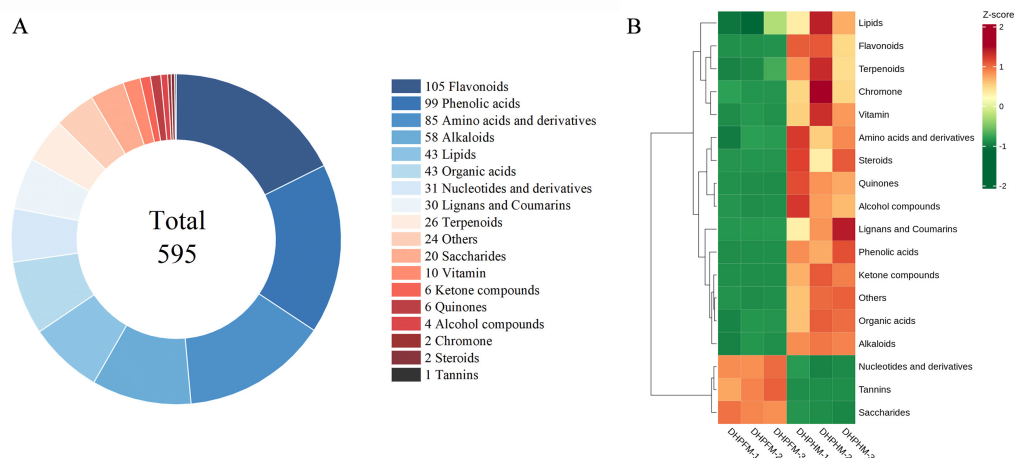 A
Total
595
105 Flavonoids
99 Phenolic acids
85 Amino acids and derivatives
58 Alkaloids
43 Lipids
43 Organic acids
31 Nucleotides and derivatives
30 Lignans and Coumarins
26 Terpenoids
24 Others
20 Saccharides
10 Vitamin
6 Ketone compounds
6 Quinones
4 Alcohol compounds
2 Chromone
2 Steroids
1 Tannins
B
Lipids
Flavonoids
Terpenoids
Chromone
Vitamin
Amino acids and derivatives
Steroids
Quinones
Alcohol compounds
Lignans and Coumarins
Phenolic acids
Ketone compounds
Others
Organic acids
Alkaloids
Nucleotides and derivatives
Tannins
Saccharides
DHPFM-1
DHPFM-2
DHPFM-3
DHPHM-1
DHPHM-2
DHPHM-3
Z-score
2
1
0
-1
-2